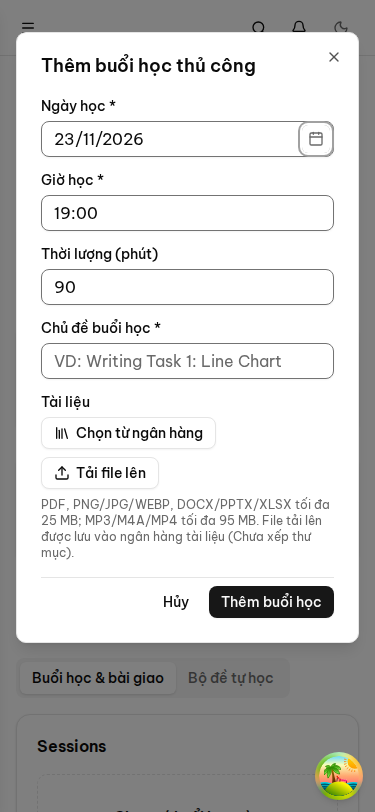 Thêm buổi học thủ công
Ngày học *
23/11/2026
Giờ học *
19:00
Thời lượng (phút)
90
Chủ đề buổi học *
VD: Writing Task 1: Line Chart
Tài liệu
Chọn từ ngân hàng
Tải file lên
PDF, PNG/JPG/WEBP, DOCX/PPTX/XLSX tối đa
25 MB; MP3/M4A/MP4 tối đa 95 MB. File tải lên
được lưu vào ngân hàng tài liệu (Chưa xếp thư
mục).
Hủy
Thêm buổi học
Buổi học & bài giao
Bộ đề tự học
Sessions